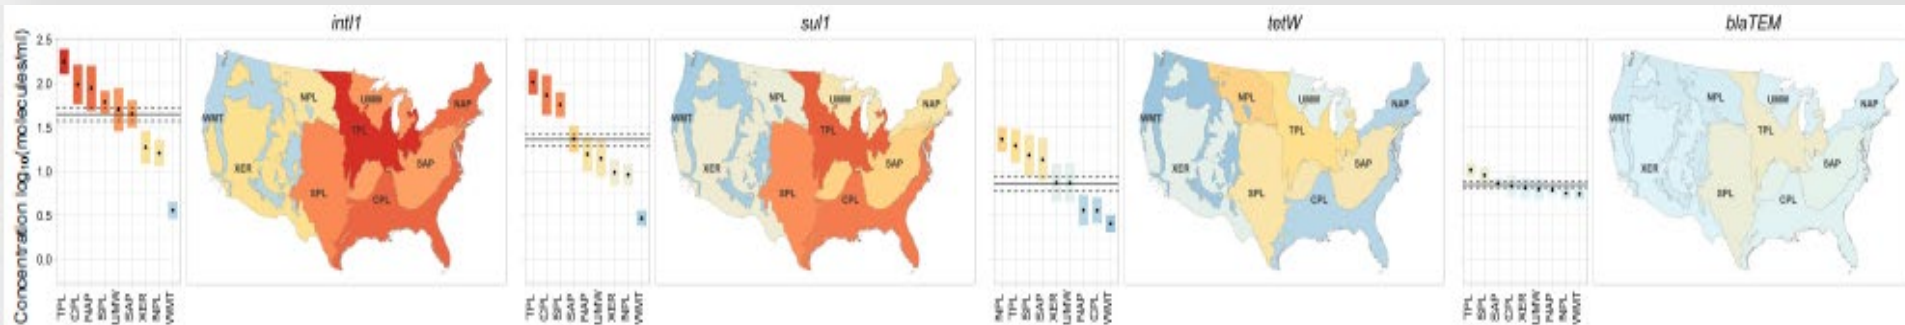 intI1
sul1
tetW
blaTEM
Concentration log₁₀(molecules/ml)
2.5
2.0
1.5
1.0
0.5
0.0
TPL
CPL
NAP
SPL
UMW
SAP
XER
NPL
WMT
WMT
NPL
UMW
NAP
TPL
XER
SAP
SPL
CPL
TPL
CPL
SPL
SAP
NAP
UMW
XER
NPL
WMT
WMT
NPL
UMW
NAP
TPL
XER
SAP
SPL
CPL
NPL
TPL
SPL
SAP
XER
UMW
NAP
CPL
WMT
WMT
NPL
UMW
NAP
TPL
XER
SAP
SPL
CPL
TPL
SPL
SAP
CPL
XER
UMW
NAP
NPL
WMT
WMT
NPL
UMW
NAP
TPL
XER
SAP
SPL
CPL